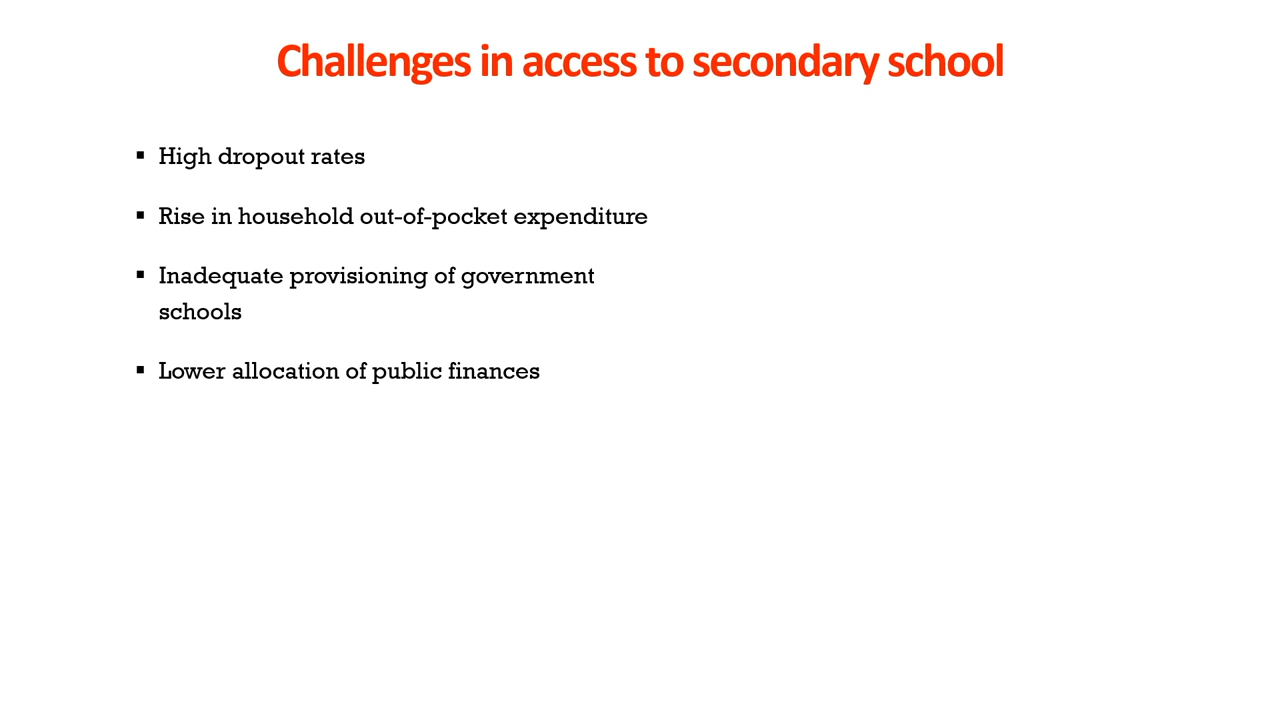 Challenges in access to secondary school
▪ High dropout rates
▪ Rise in household out-of-pocket expenditure
▪ Inadequate provisioning of government
schools
▪ Lower allocation of public finances